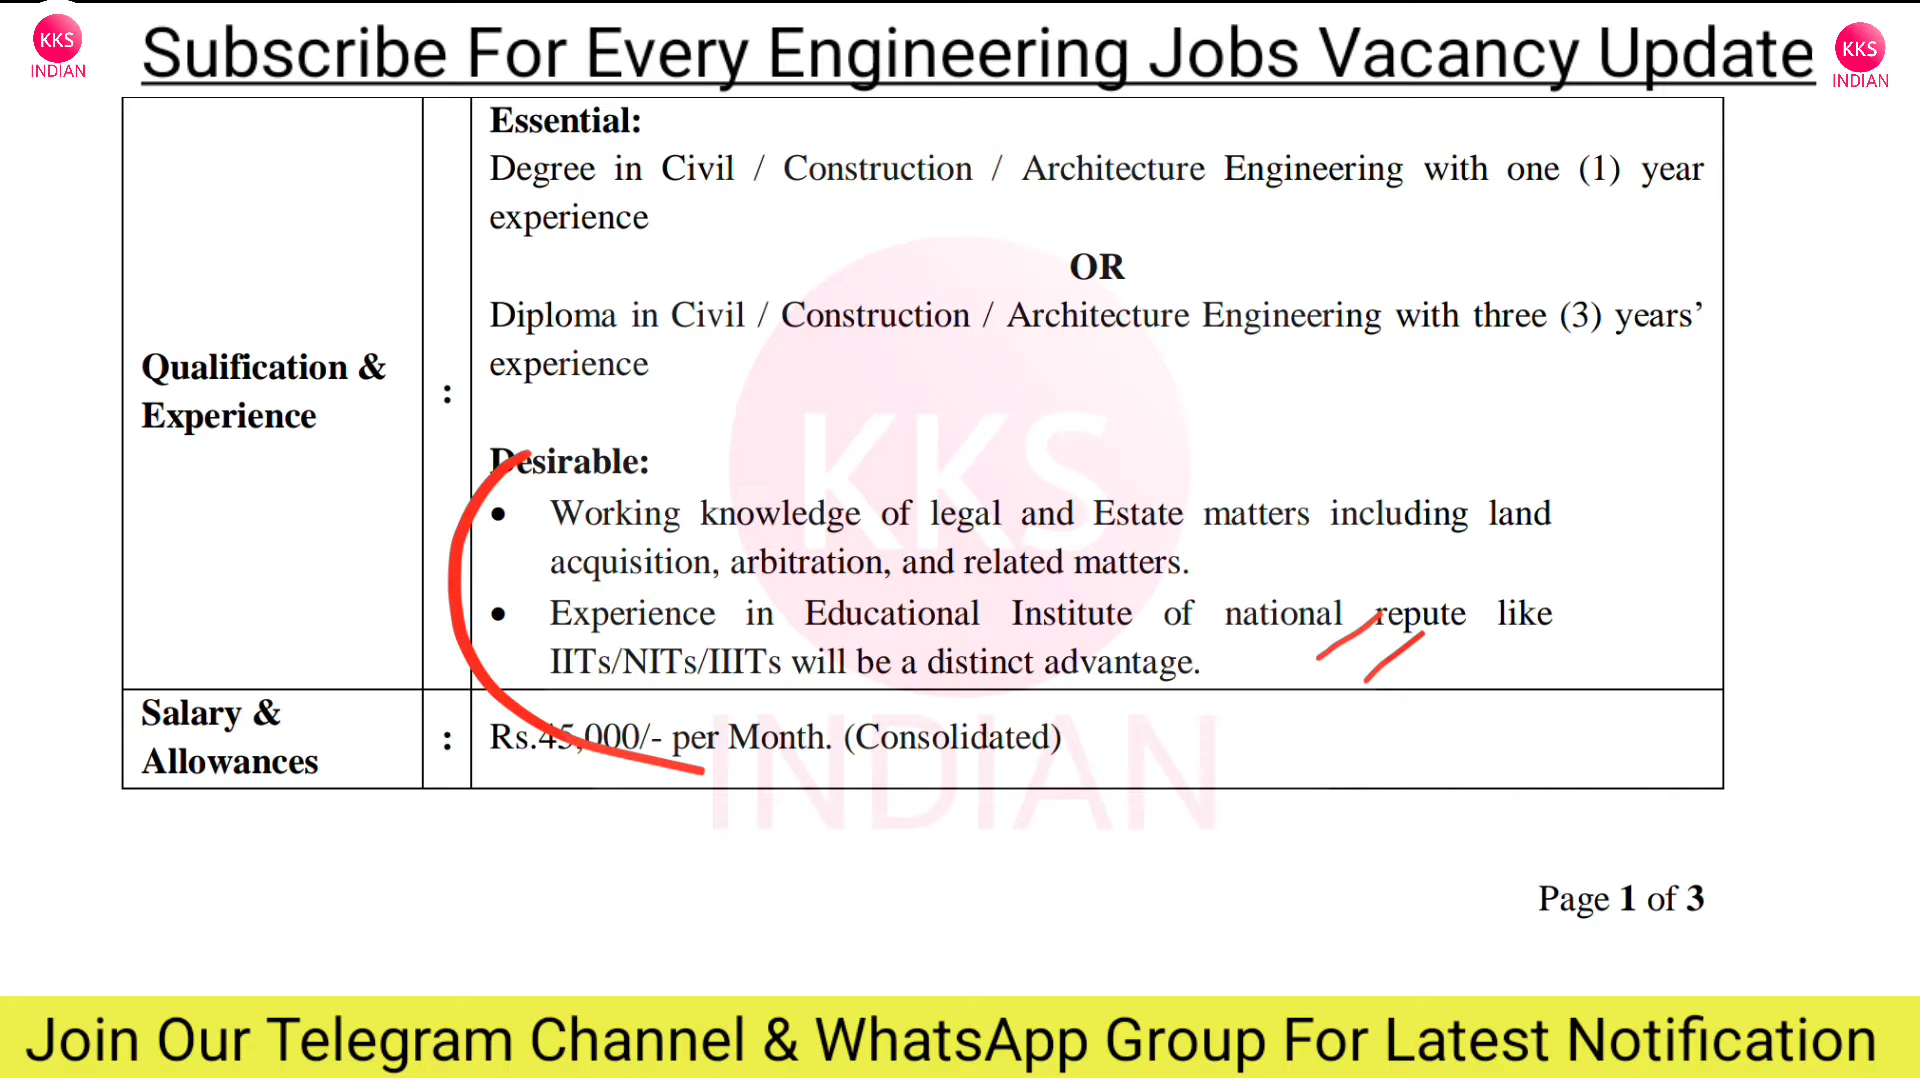 KKS
INDIAN
Subscribe For Every Engineering Jobs Vacancy Update
KKS
INDIAN
Essential:
Degree in Civil / Construction / Architecture Engineering with one (1) year
experience
OR
Diploma in Civil / Construction / Architecture Engineering with three (3) years’
experience
Qualification &
Experience
:
Desirable:
• Working knowledge of legal and Estate matters including land
acquisition, arbitration, and related matters.
• Experience in Educational Institute of national repute like
IITs/NITs/IIITs will be a distinct advantage.
Salary &
Allowances
:
Rs.45,000/- per Month. (Consolidated)
KKS
INDIAN
Page 1 of 3
Join Our Telegram Channel & WhatsApp Group For Latest Notification